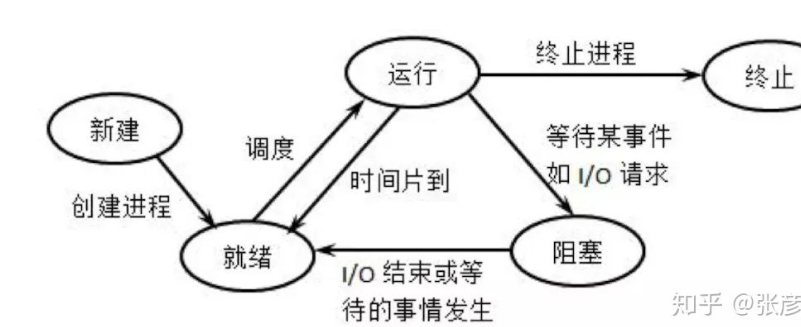 运行
终止进程
终止
新建
调度
等待某事件
如 I/O 请求
时间片到
创建进程
就绪
阻塞
I/O 结束或等
待的事情发生
知乎 @张彦